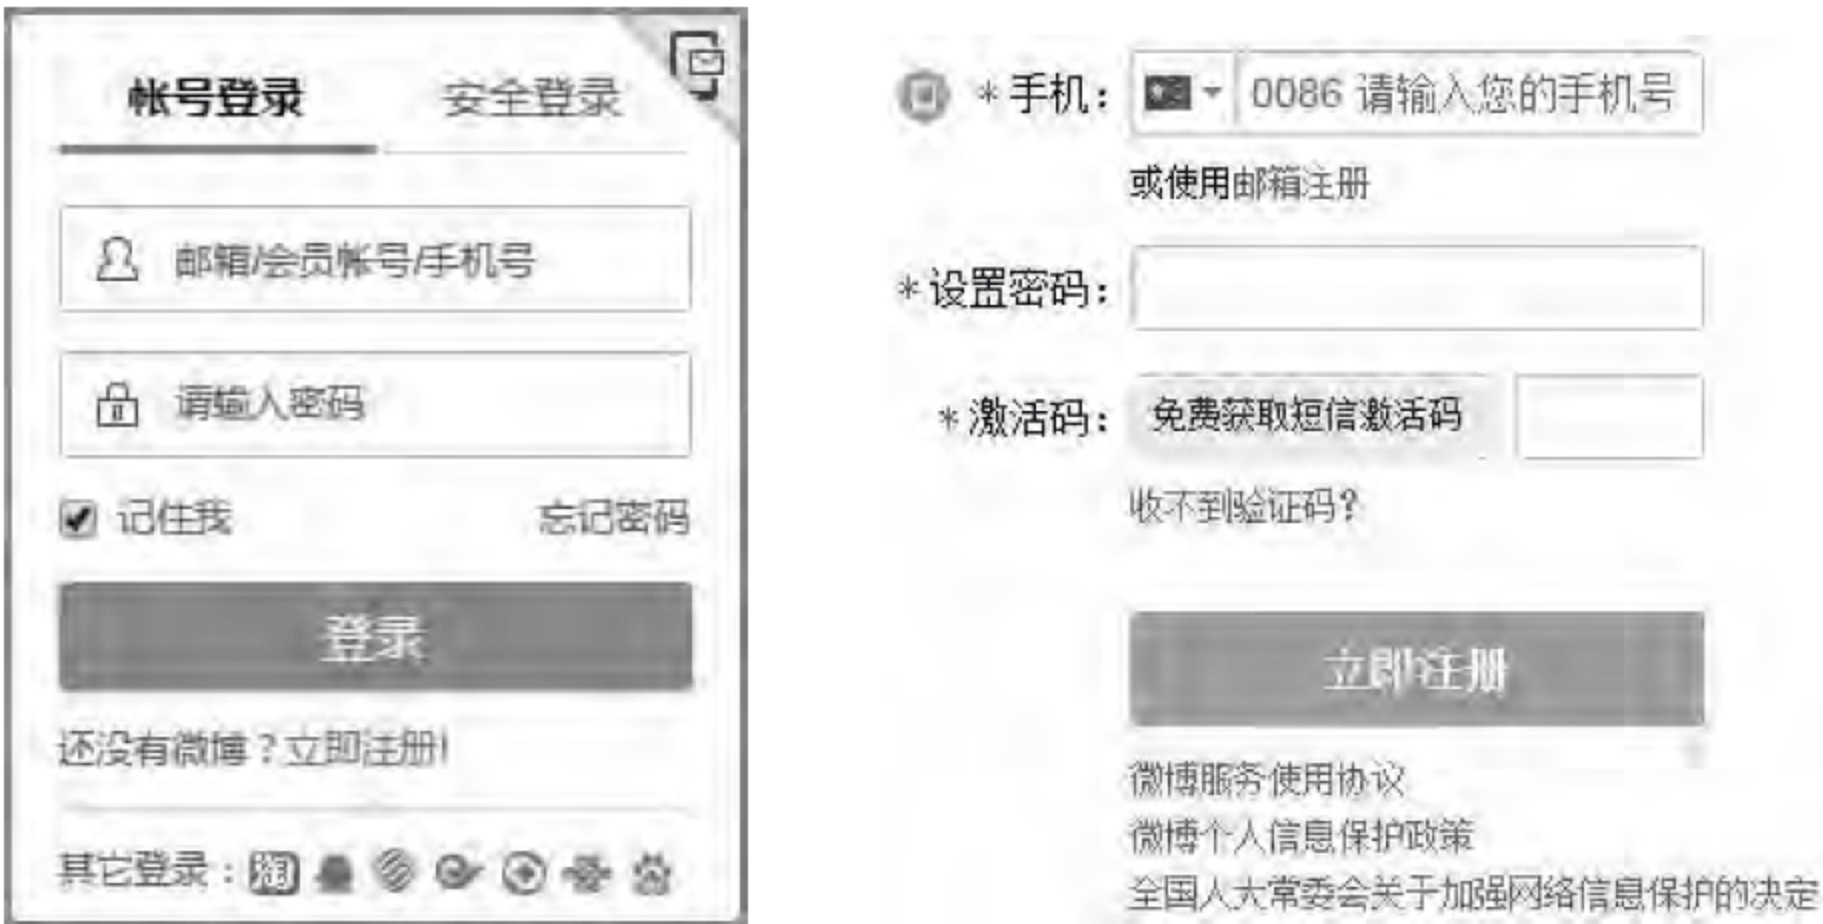 帐号登录 安全登录
邮箱/会员帐号/手机号
请输入密码
记住我 忘记密码
登录
还没有微博？立即注册!
其它登录：淘
*手机： 0086 请输入您的手机号
或使用邮箱注册
*设置密码：
*激活码： 免费获取短信激活码
收不到验证码？
立即注册
微博服务使用协议
微博个人信息保护政策
全国人大常委会关于加强网络信息保护的决定